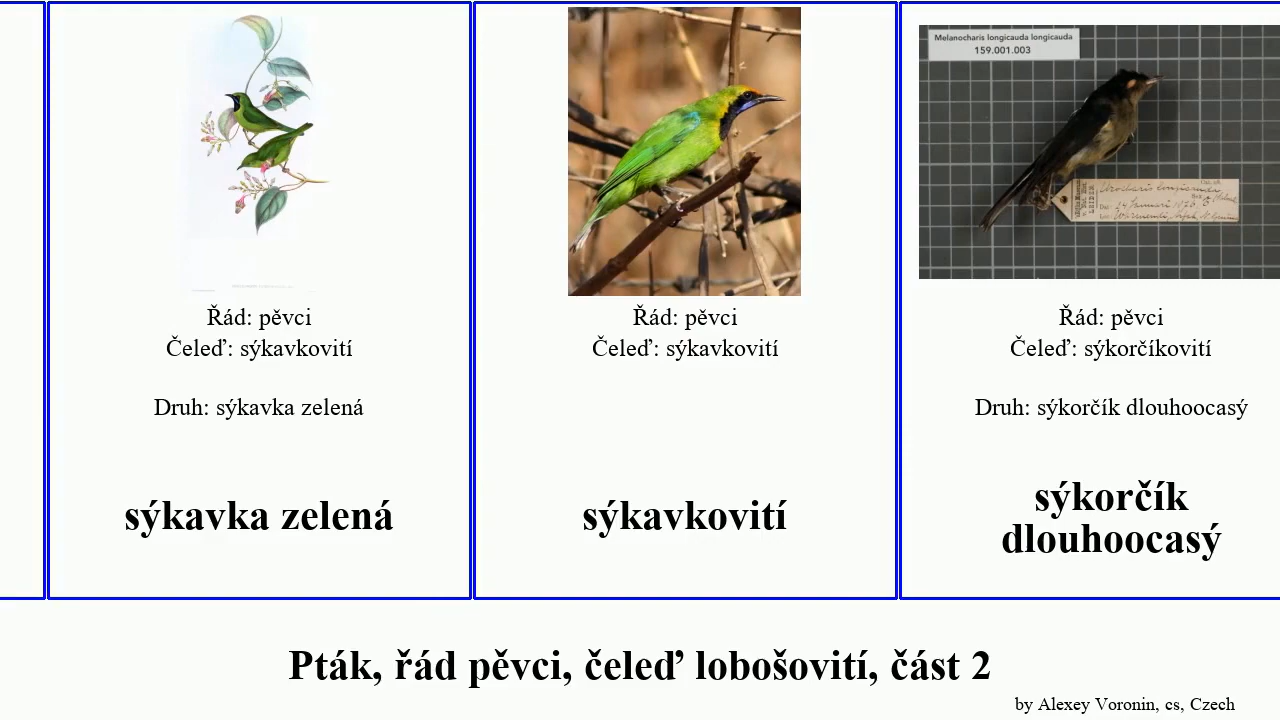 Řád: pěvci
Čeleď: sýkavkovití
Druh: sýkavka zelená
sýkavka zelená
Řád: pěvci
Čeleď: sýkavkovití
sýkavkovití
Melanocharis longicauda longicauda
159.001.003
Řád: pěvci
Čeleď: sýkorčíkovití
Druh: sýkorčík dlouhoocasý
sýkorčík
dlouhoocasý
Pták, řád pěvci, čeleď lobošovití, část 2
by Alexey Voronin, cs, Czech